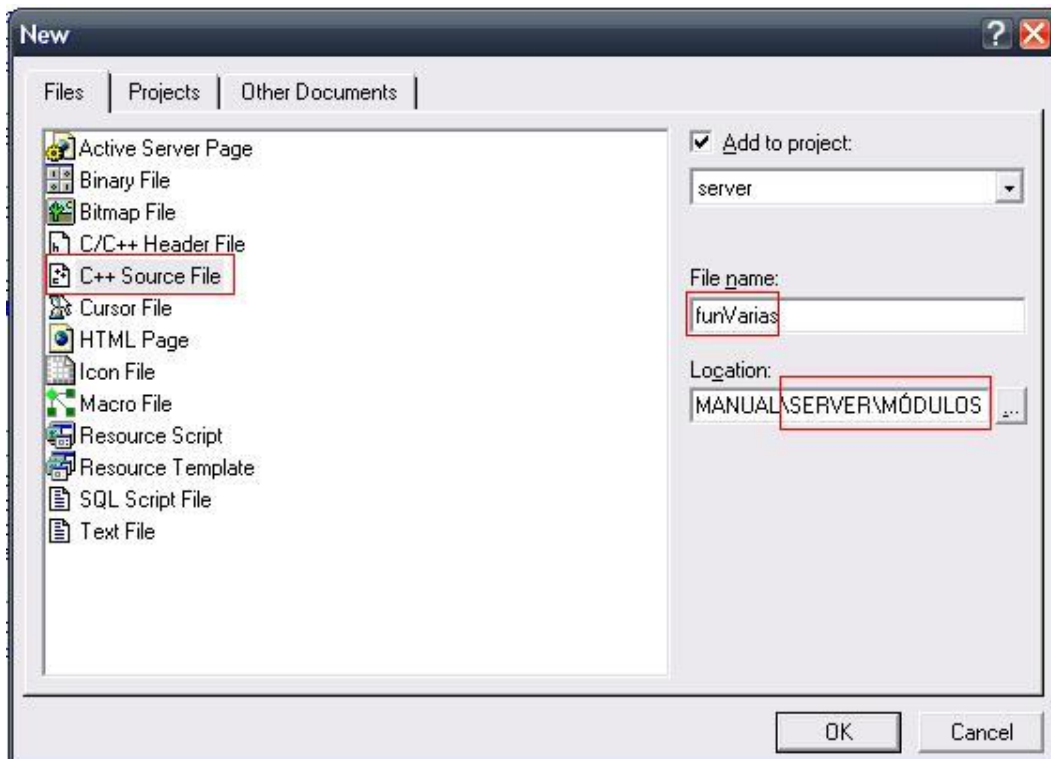 New
Files Projects Other Documents
Active Server Page
Binary File
Bitmap File
C/C++ Header File
C++ Source File
Cursor File
HTML Page
Icon File
Macro File
Resource Script
Resource Template
SQL Script File
Text File
Add to project:
server
File name:
funVarias
Location:
MANUAL\SERVER\MÓDULOS ...
OK Cancel